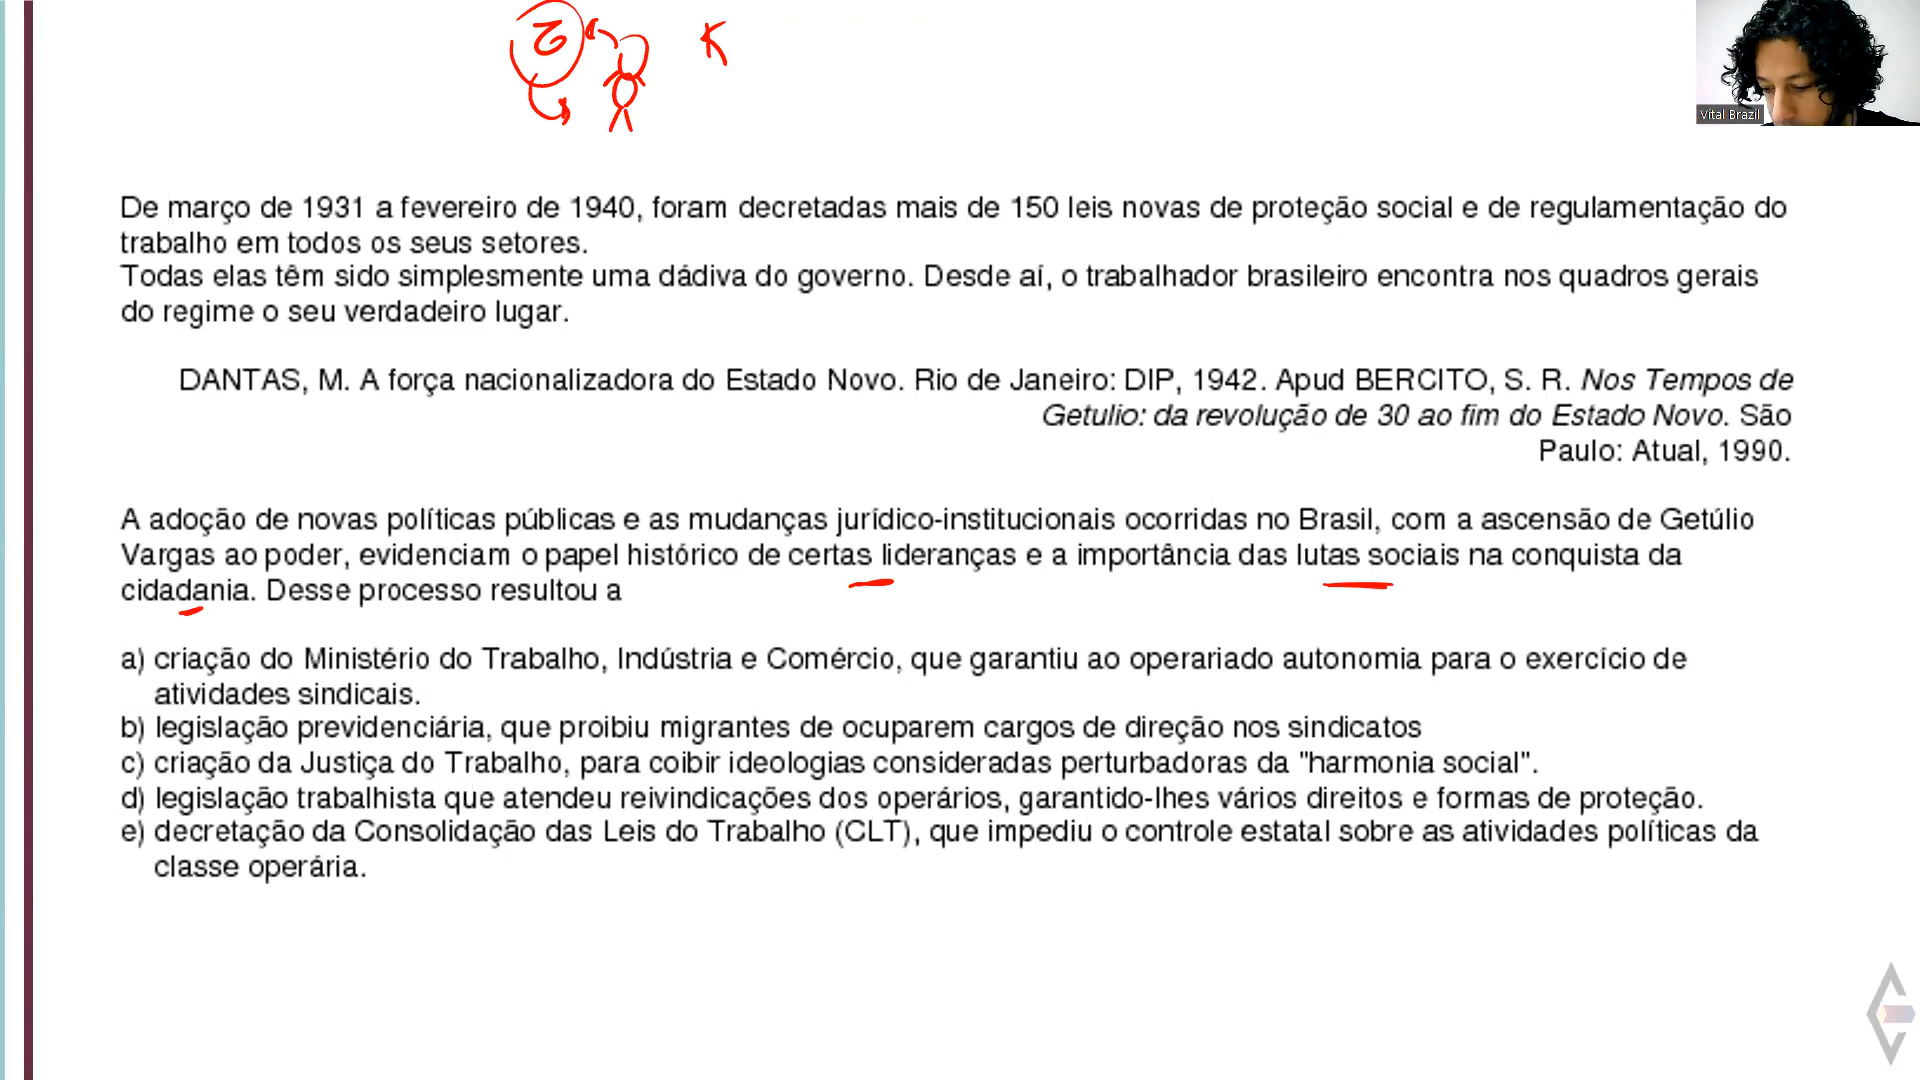 K
Vital Brazil
De março de 1931 a fevereiro de 1940, foram decretadas mais de 150 leis novas de proteção social e de regulamentação do
trabalho em todos os seus setores.
Todas elas têm sido simplesmente uma dádiva do governo. Desde aí, o trabalhador brasileiro encontra nos quadros gerais
do regime o seu verdadeiro lugar.
DANTAS, M. A força nacionalizadora do Estado Novo. Rio de Janeiro: DIP, 1942. Apud BERCITO, S. R. Nos Tempos de
Getulio: da revolução de 30 ao fim do Estado Novo. São
Paulo: Atual, 1990.
A adoção de novas políticas públicas e as mudanças jurídico-institucionais ocorridas no Brasil, com a ascensão de Getúlio
Vargas ao poder, evidenciam o papel histórico de certas lideranças e a importância das lutas sociais na conquista da
cidadania. Desse processo resultou a
a) criação do Ministério do Trabalho, Indústria e Comércio, que garantiu ao operariado autonomia para o exercício de
atividades sindicais.
b) legislação previdenciária, que proibiu migrantes de ocuparem cargos de direção nos sindicatos
c) criação da Justiça do Trabalho, para coibir ideologias consideradas perturbadoras da "harmonia social".
d) legislação trabalhista que atendeu reivindicações dos operários, garantido-lhes vários direitos e formas de proteção.
e) decretação da Consolidação das Leis do Trabalho (CLT), que impediu o controle estatal sobre as atividades políticas da
classe operária.